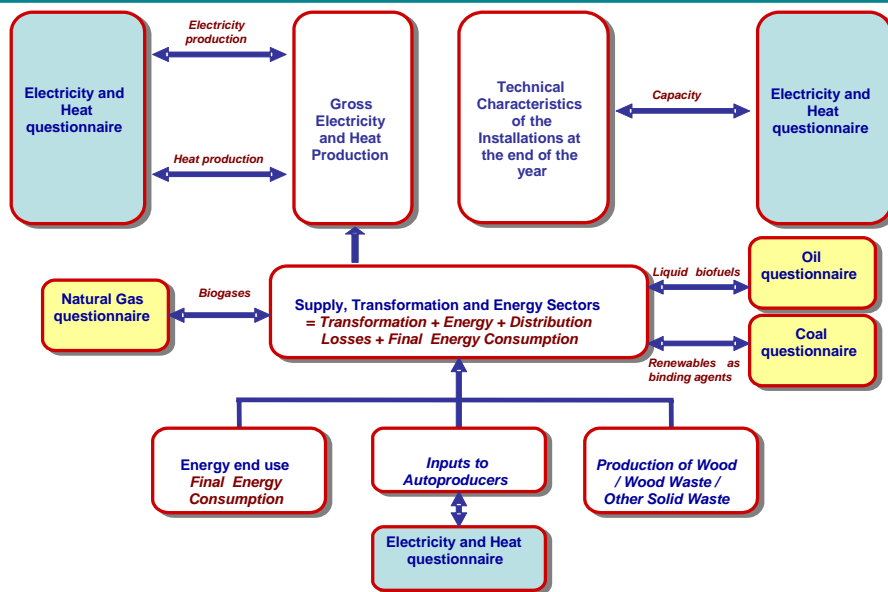 Electricity
production
Electricity and
Heat
questionnaire
Heat production
Gross
Electricity
and Heat
Production
Technical
Characteristics
of the
Installations at
the end of the
year
Capacity
Electricity and
Heat
questionnaire
Natural Gas
questionnaire
Biogases
Supply, Transformation and Energy Sectors
= Transformation + Energy + Distribution
Losses + Final Energy Consumption
Liquid biofuels
Oil
questionnaire
Coal
questionnaire
Renewables as
binding agents
Energy end use
Final Energy
Consumption
Inputs to
Autoproducers
Production of Wood
/ Wood Waste /
Other Solid Waste
Electricity and Heat
questionnaire